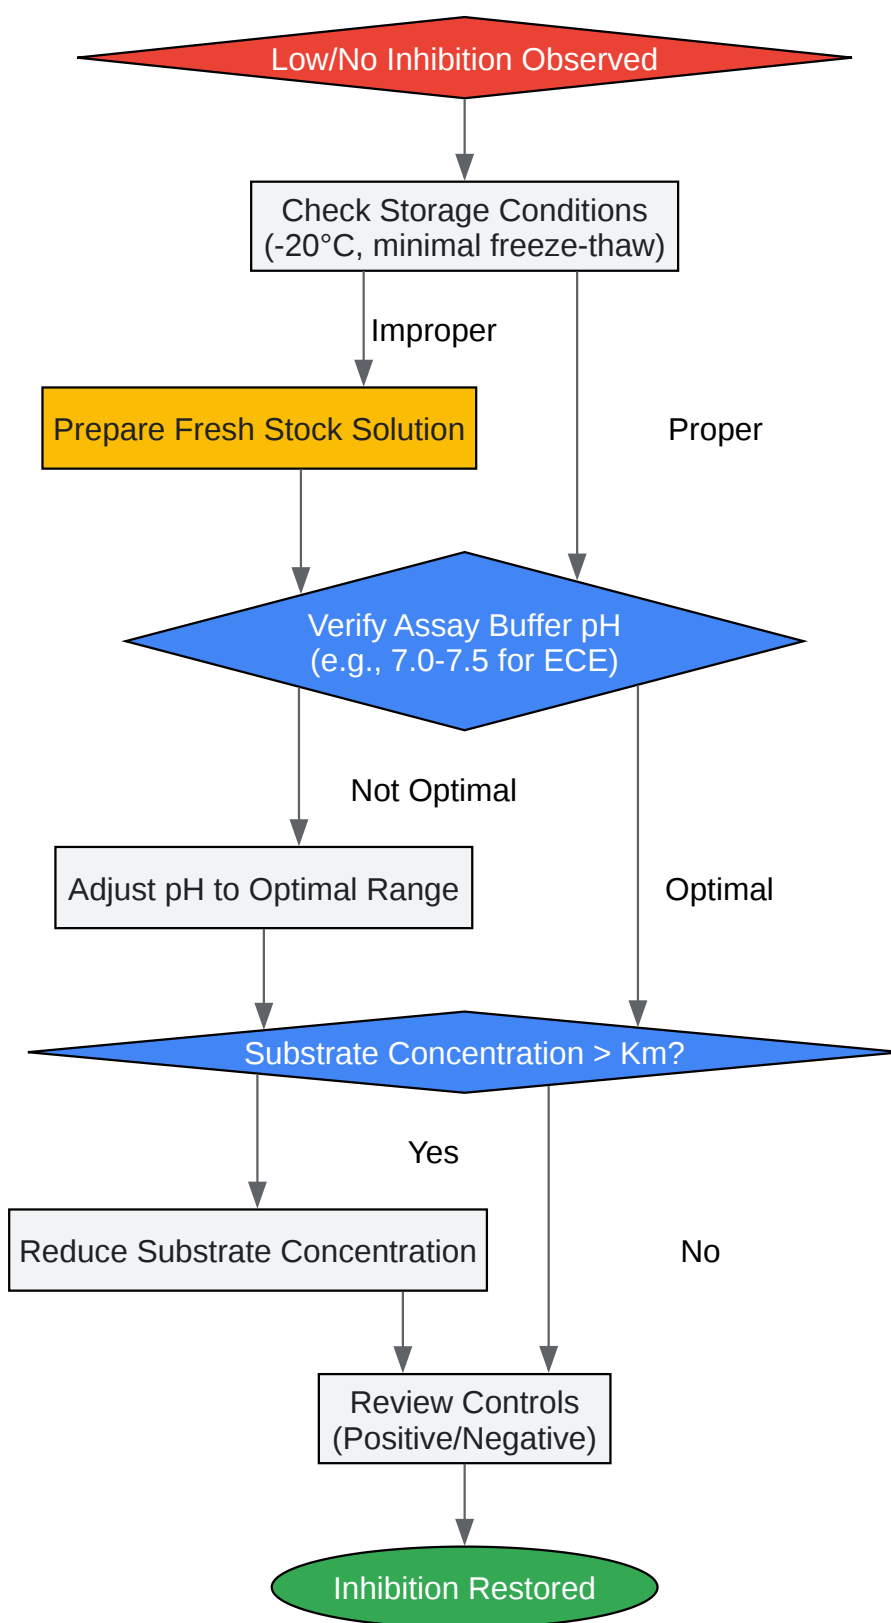 Low/No Inhibition Observed
Check Storage Conditions
(-20°C, minimal freeze-thaw)
Improper
Prepare Fresh Stock Solution
Proper
Verify Assay Buffer pH
(e.g., 7.0-7.5 for ECE)
Not Optimal
Adjust pH to Optimal Range
Optimal
Substrate Concentration > Km?
Yes
Reduce Substrate Concentration
No
Review Controls
(Positive/Negative)
Inhibition Restored